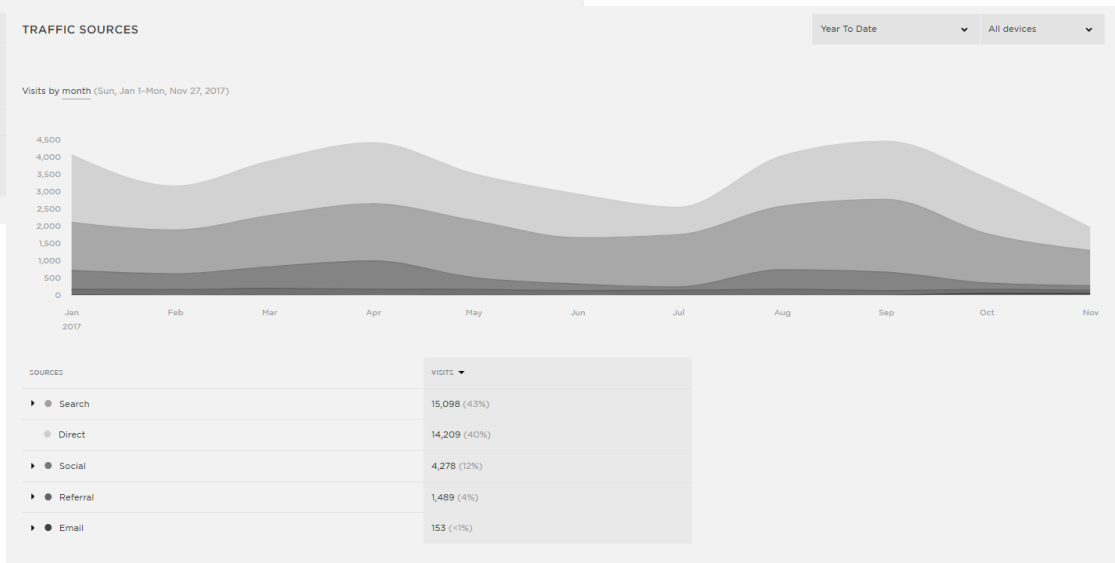 TRAFFIC SOURCES
Year To Date
All devices
Visits by month (Sun, Jan 1–Mon, Nov 27, 2017)
4,500
4,000
3,500
3,000
2,500
2,000
1,500
1,000
500
0
Jan Feb Mar Apr May Jun Jul Aug Sep Oct Nov
2017
SOURCES VISITS
Search 15,098 (43%)
Direct 14,209 (40%)
Social 4,278 (12%)
Referral 1,489 (4%)
Email 153 (<1%)